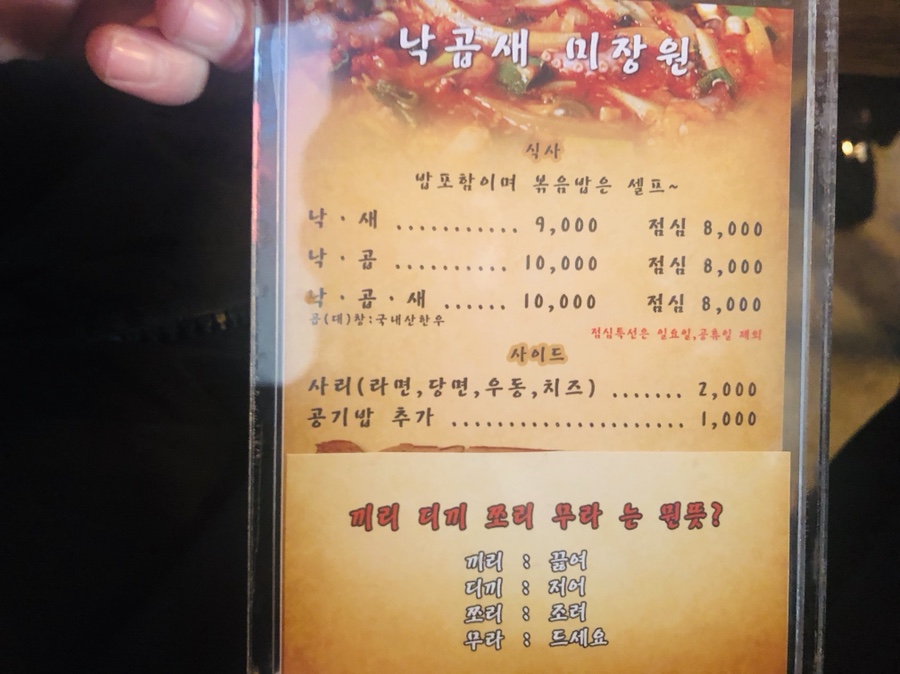 낙곱새 미장원
식사
밥포함이며 볶음밥은 셀프~
낙·새 ............ 9,000 점심 8,000
낙·곱 ........... 10,000 점심 8,000
낙·곱·새 ...... 10,000 점심 8,000
곱(대)창:국내산한우
점심특선은 일요일,공휴일 제외
사이드
사리(라면,당면,우동,치즈) ....... 2,000
공기밥 추가 ...................... 1,000
끼리 디끼 쪼리 무라 는 뭔뜻?
끼리 : 끓여
디끼 : 저어
쪼리 : 조려
무라 : 드세요